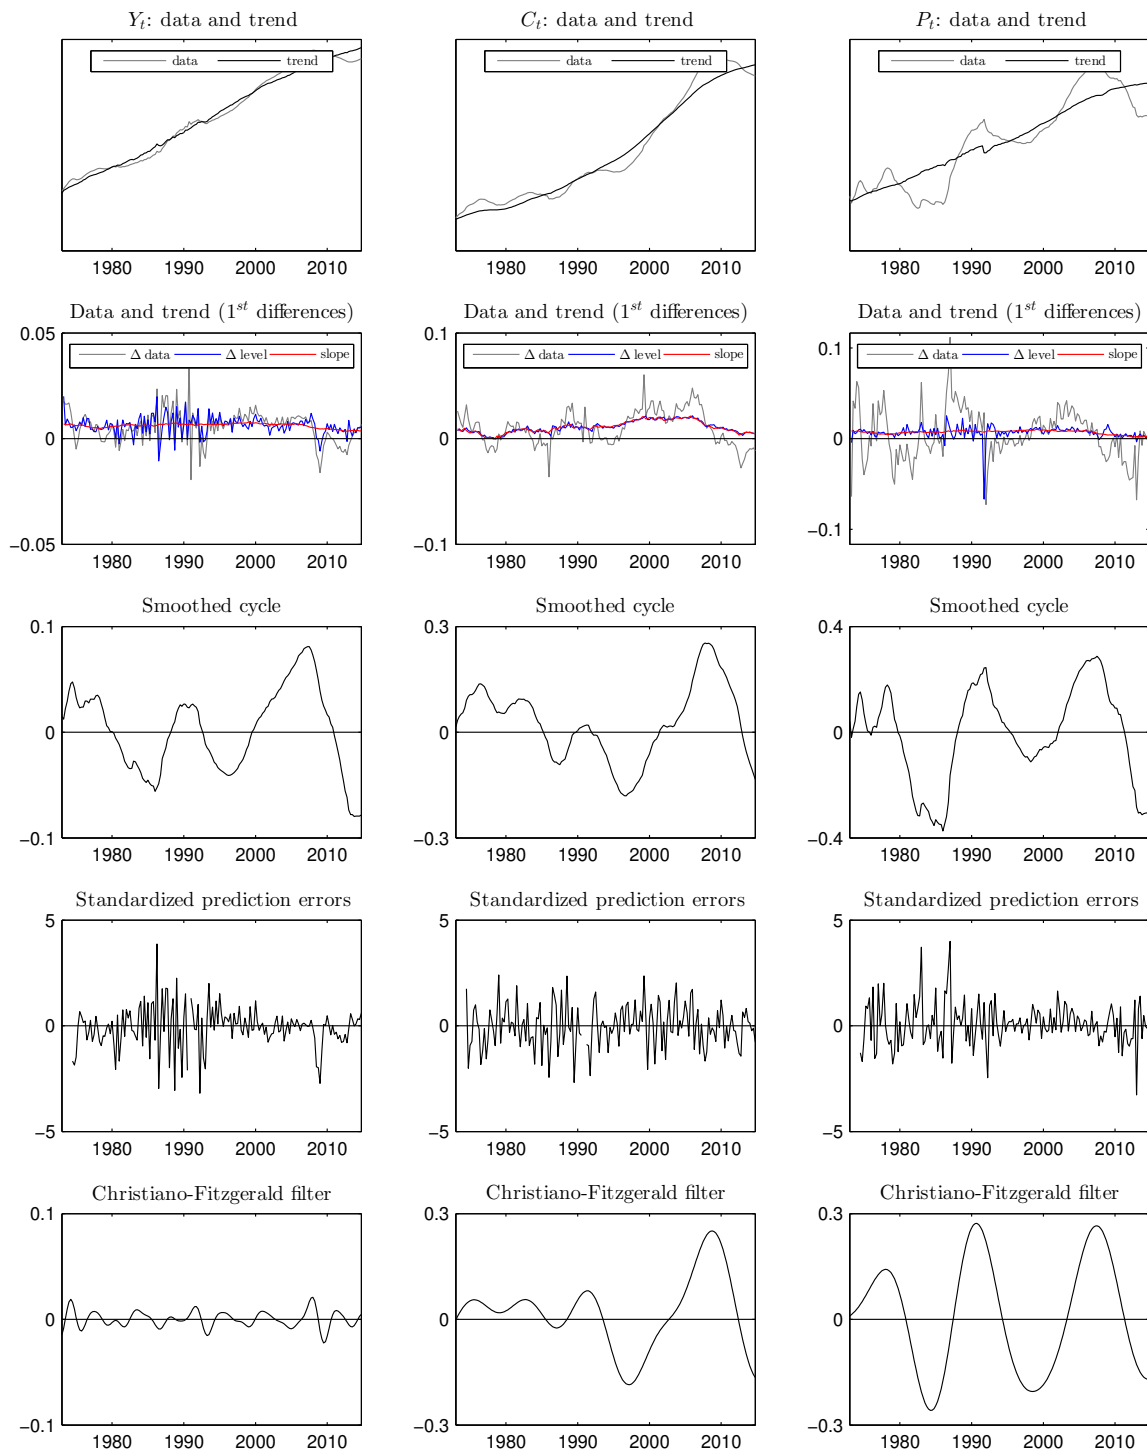 Y_t: data and trend C_t: data and trend P_t: data and trend
data trend data trend data trend
1980 1990 2000 2010 1980 1990 2000 2010 1980 1990 2000 2010
Data and trend (1^st differences) Data and trend (1^st differences) Data and trend (1^st differences)
0.05 0.1 0.1
Δ data Δ level slope Δ data Δ level slope Δ data Δ level slope
0 0 0
−0.05 −0.1 −0.1
1980 1990 2000 2010 1980 1990 2000 2010 1980 1990 2000 2010
Smoothed cycle Smoothed cycle Smoothed cycle
0.1 0.3 0.4
0 0 0
−0.1 −0.3 −0.4
1980 1990 2000 2010 1980 1990 2000 2010 1980 1990 2000 2010
Standardized prediction errors Standardized prediction errors Standardized prediction errors
5 5 5
0 0 0
−5 −5 −5
1980 1990 2000 2010 1980 1990 2000 2010 1980 1990 2000 2010
Christiano-Fitzgerald filter Christiano-Fitzgerald filter Christiano-Fitzgerald filter
0.1 0.3 0.3
0 0 0
−0.1 −0.3 −0.3
1980 1990 2000 2010 1980 1990 2000 2010 1980 1990 2000 2010